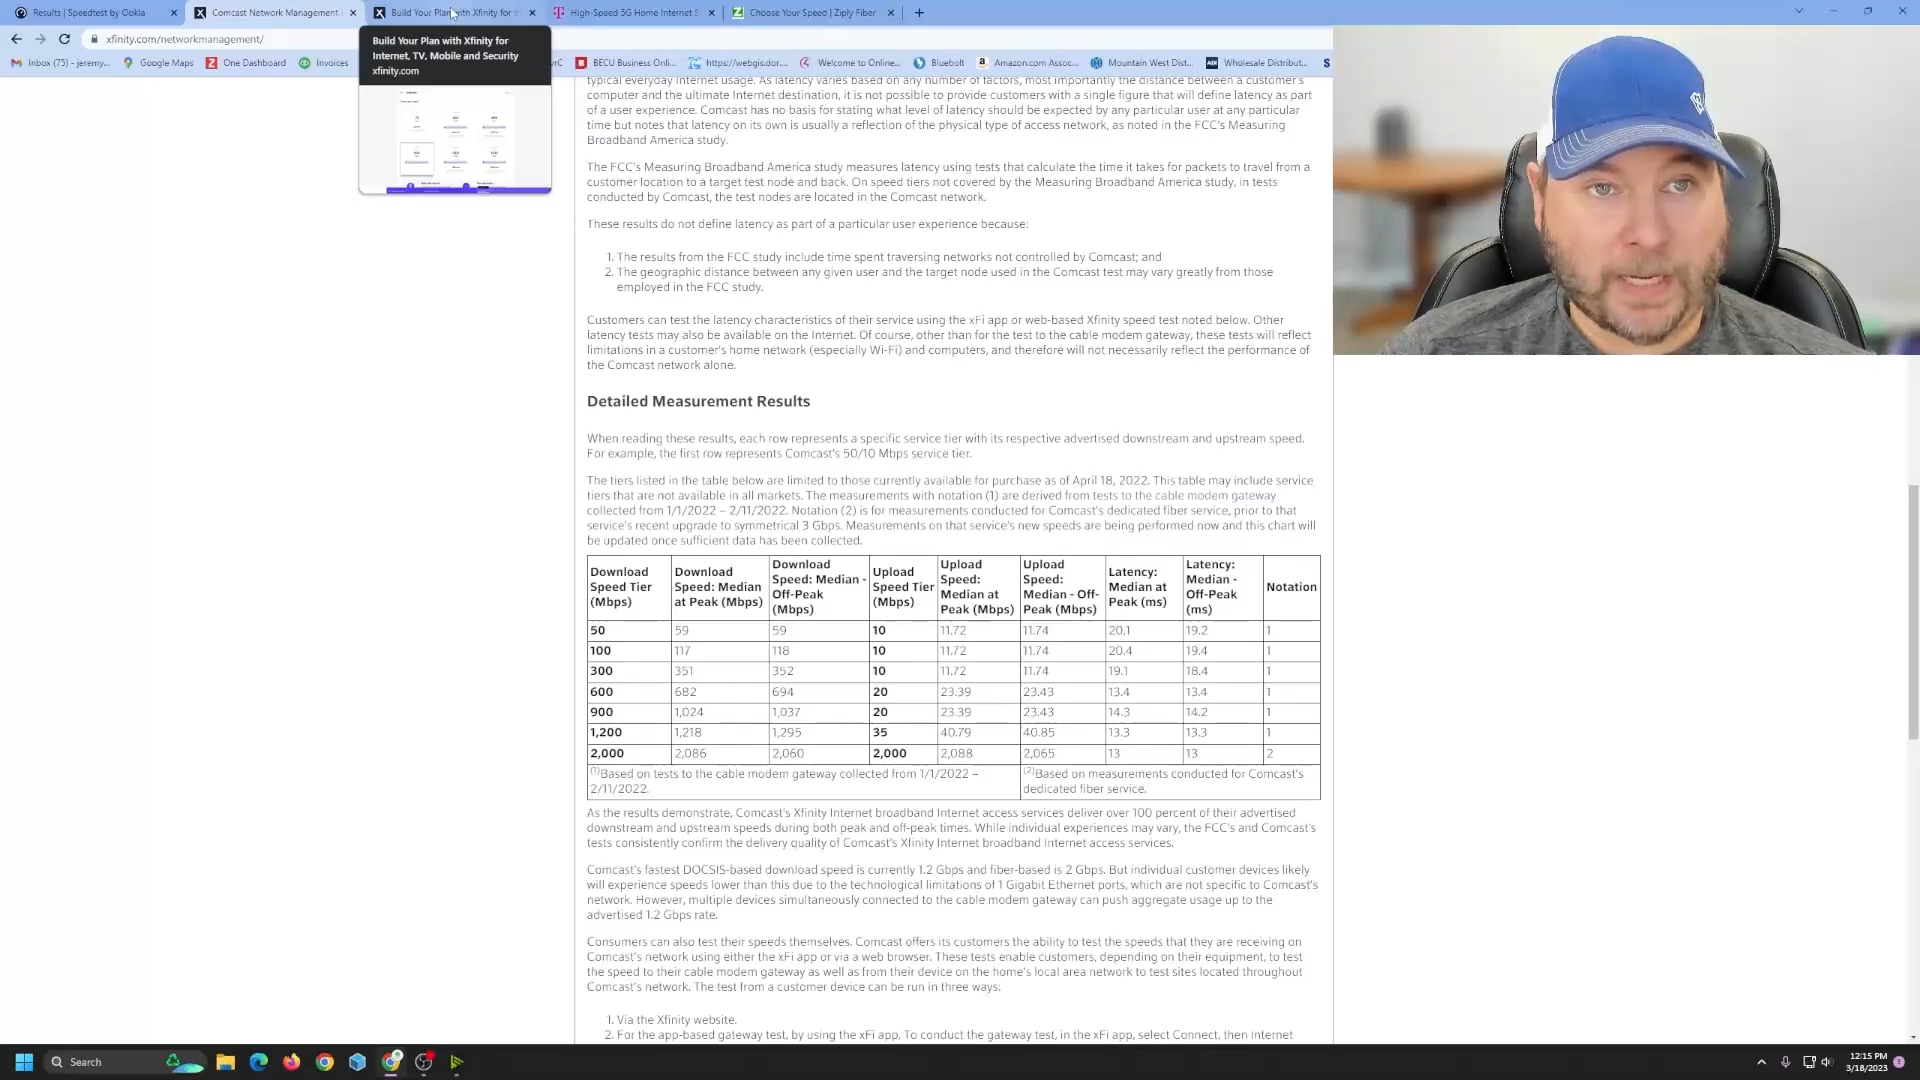 Results | Speedtest by Ookla
Comcast Network Management
Build Your Plan with Xfinity for In
High-Speed 5G Home Internet S
Choose Your Speed | Ziply Fiber
xfinity.com/networkmanagement/
Build Your Plan with Xfinity for
Internet, TV, Mobile and Security
xfinity.com
Inbox (75) - jeremy...
Google Maps
One Dashboard
Invoices
BECU Business Onli...
https://webgis.dor...
Welcome to Online...
Bluebolt
Amazon.com Assoc...
Mountain West Dist...
Wholesale Distribut...
typical everyday Internet usage. As latency varies based on any number of factors, most importantly the distance between a customer's
computer and the ultimate Internet destination, it is not possible to provide customers with a single figure that will define latency as part
of a user experience. Comcast has no basis for stating what level of latency should be expected by any particular user at any particular
time but notes that latency on its own is usually a reflection of the physical type of access network, as noted in the FCC's Measuring
Broadband America study.
The FCC's Measuring Broadband America study measures latency using tests that calculate the time it takes for packets to travel from a
customer location to a target test node and back. On speed tiers not covered by the Measuring Broadband America study, in tests
conducted by Comcast, the test nodes are located in the Comcast network.
These results do not define latency as part of a particular user experience because:
1. The results from the FCC study include time spent traversing networks not controlled by Comcast; and
2. The geographic distance between any given user and the target node used in the Comcast test may vary greatly from those
employed in the FCC study.
Customers can test the latency characteristics of their service using the xFi app or web-based Xfinity speed test noted below. Other
latency tests may also be available on the Internet. Of course, other than for the test to the cable modem gateway, these tests will reflect
limitations in a customer's home network (especially Wi-Fi) and computers, and therefore will not necessarily reflect the performance of
the Comcast network alone.
Detailed Measurement Results
When reading these results, each row represents a specific service tier with its respective advertised downstream and upstream speed.
For example, the first row represents Comcast's 50/10 Mbps service tier.
The tiers listed in the table below are limited to those currently available for purchase as of April 18, 2022. This table may include service
tiers that are not available in all markets. The measurements with notation (1) are derived from tests to the cable modem gateway
collected from 1/1/2022 – 2/11/2022. Notation (2) is for measurements conducted for Comcast's dedicated fiber service, prior to that
service's recent upgrade to symmetrical 3 Gbps. Measurements on that service's new speeds are being performed now and this chart will
be updated once sufficient data has been collected.
Download Speed Tier (Mbps) Download Speed: Median at Peak (Mbps) Download Speed: Median - Off-Peak (Mbps) Upload Speed Tier (Mbps) Upload Speed: Median at Peak (Mbps) Upload Speed: Median - Off-Peak (Mbps) Latency: Median at Peak (ms) Latency: Median - Off-Peak (ms) Notation
50 59 59 10 11.72 11.74 20.1 19.2 1
100 117 118 10 11.72 11.74 20.4 19.4 1
300 351 352 10 11.72 11.74 19.1 18.4 1
600 682 694 20 23.39 23.43 13.4 13.4 1
900 1,024 1,037 20 23.39 23.43 14.3 14.2 1
1,200 1,218 1,295 35 40.79 40.85 13.3 13.3 1
2,000 2,086 2,060 2,000 2,088 2,065 13 13 2
(1)Based on tests to the cable modem gateway collected from 1/1/2022 –
2/11/2022.
(2)Based on measurements conducted for Comcast's
dedicated fiber service.
As the results demonstrate, Comcast's Xfinity Internet broadband Internet access services deliver over 100 percent of their advertised
downstream and upstream speeds during both peak and off-peak times. While individual experiences may vary, the FCC's and Comcast's
tests consistently confirm the delivery quality of Comcast's Xfinity Internet broadband Internet access services.
Comcast's fastest DOCSIS-based download speed is currently 1.2 Gbps and fiber-based is 2 Gbps. But individual customer devices likely
will experience speeds lower than this due to the technological limitations of 1 Gigabit Ethernet ports, which are not specific to Comcast's
network. However, multiple devices simultaneously connected to the cable modem gateway can push aggregate usage up to the
advertised 1.2 Gbps rate.
Consumers can also test their speeds themselves. Comcast offers its customers the ability to test the speeds that they are receiving on
Comcast's network using either the xFi app or via a web browser. These tests enable customers, depending on their equipment, to test
the speed to their cable modem gateway as well as from their device on the home's local area network to test sites located throughout
Comcast's network. The test from a customer device can be run in three ways:
1. Via the Xfinity website.
2. For the app-based gateway test, by using the xFi app. To conduct the gateway test, in the xFi app, select Connect, then Internet
Search
12:15 PM
3/18/2023